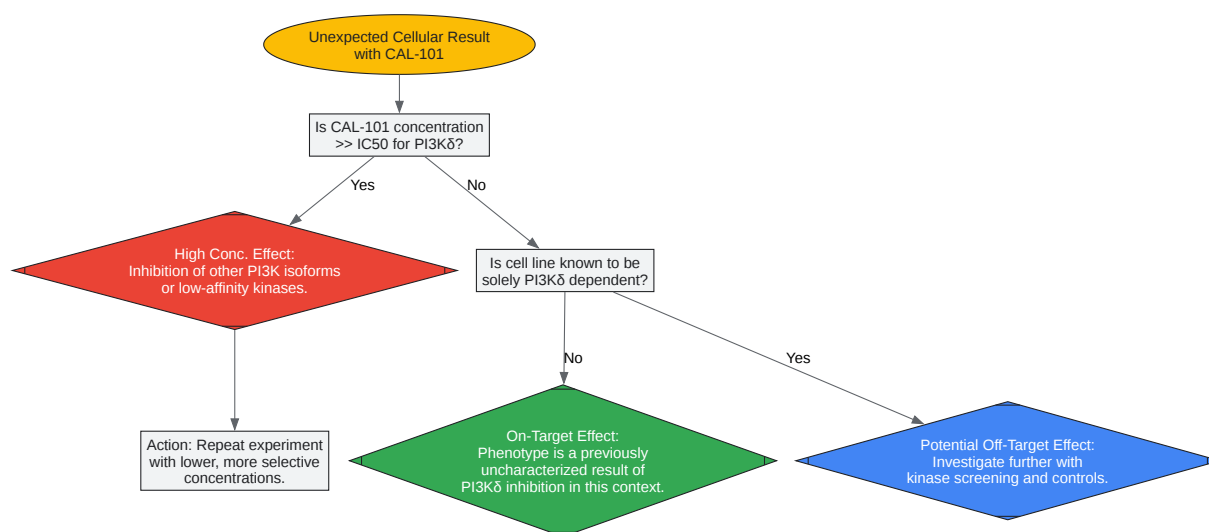 Unexpected Cellular Result
with CAL-101
Is CAL-101 concentration
>> IC50 for PI3Kδ?
Yes
No
High Conc. Effect:
Inhibition of other PI3K isoforms
or low-affinity kinases.
Is cell line known to be
solely PI3Kδ dependent?
No
Yes
Action: Repeat experiment
with lower, more selective
concentrations.
On-Target Effect:
Phenotype is a previously
uncharacterized result of
PI3Kδ inhibition in this context.
Potential Off-Target Effect:
Investigate further with
kinase screening and controls.